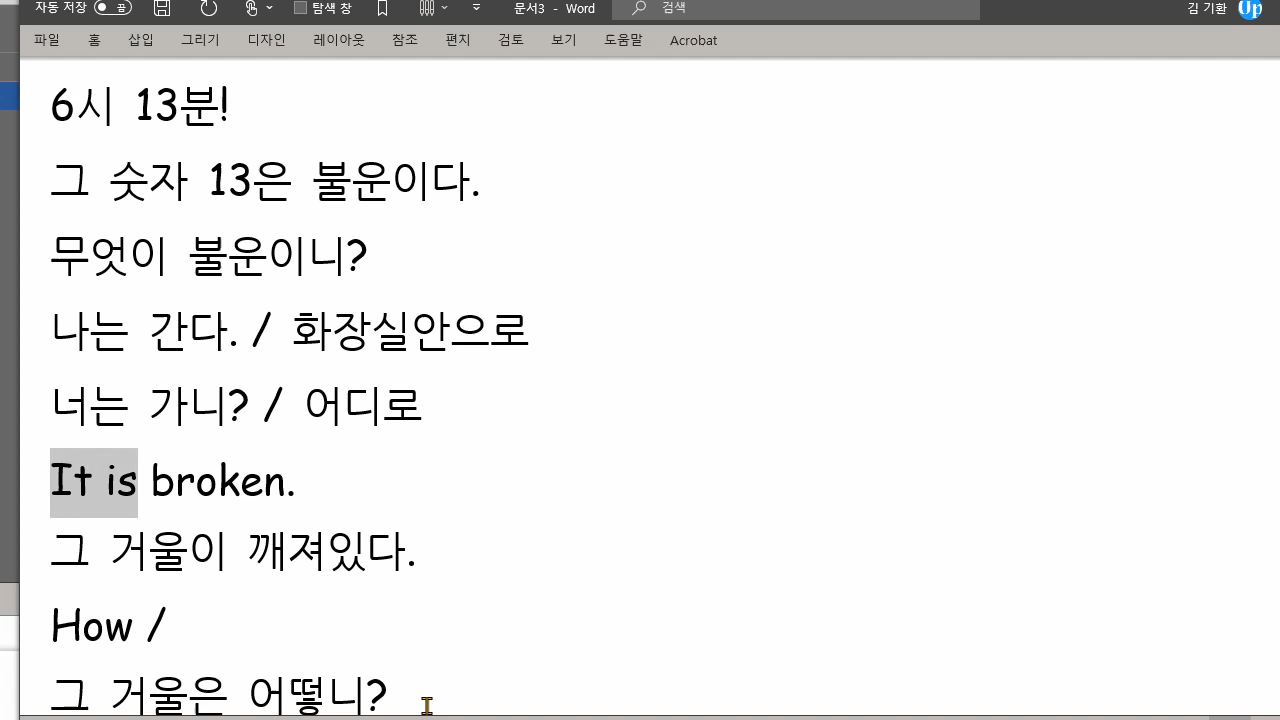 자동 저장 끔 탐색 창 문서3 - Word 검색 김 기환 Up
파일 홈 삽입 그리기 디자인 레이아웃 참조 편지 검토 보기 도움말 Acrobat
6시 13분!
그 숫자 13은 불운이다.
무엇이 불운이니?
나는 간다. / 화장실안으로
너는 가니? / 어디로
It is broken.
그 거울이 깨져있다.
How /
그 거울은 어떻니?